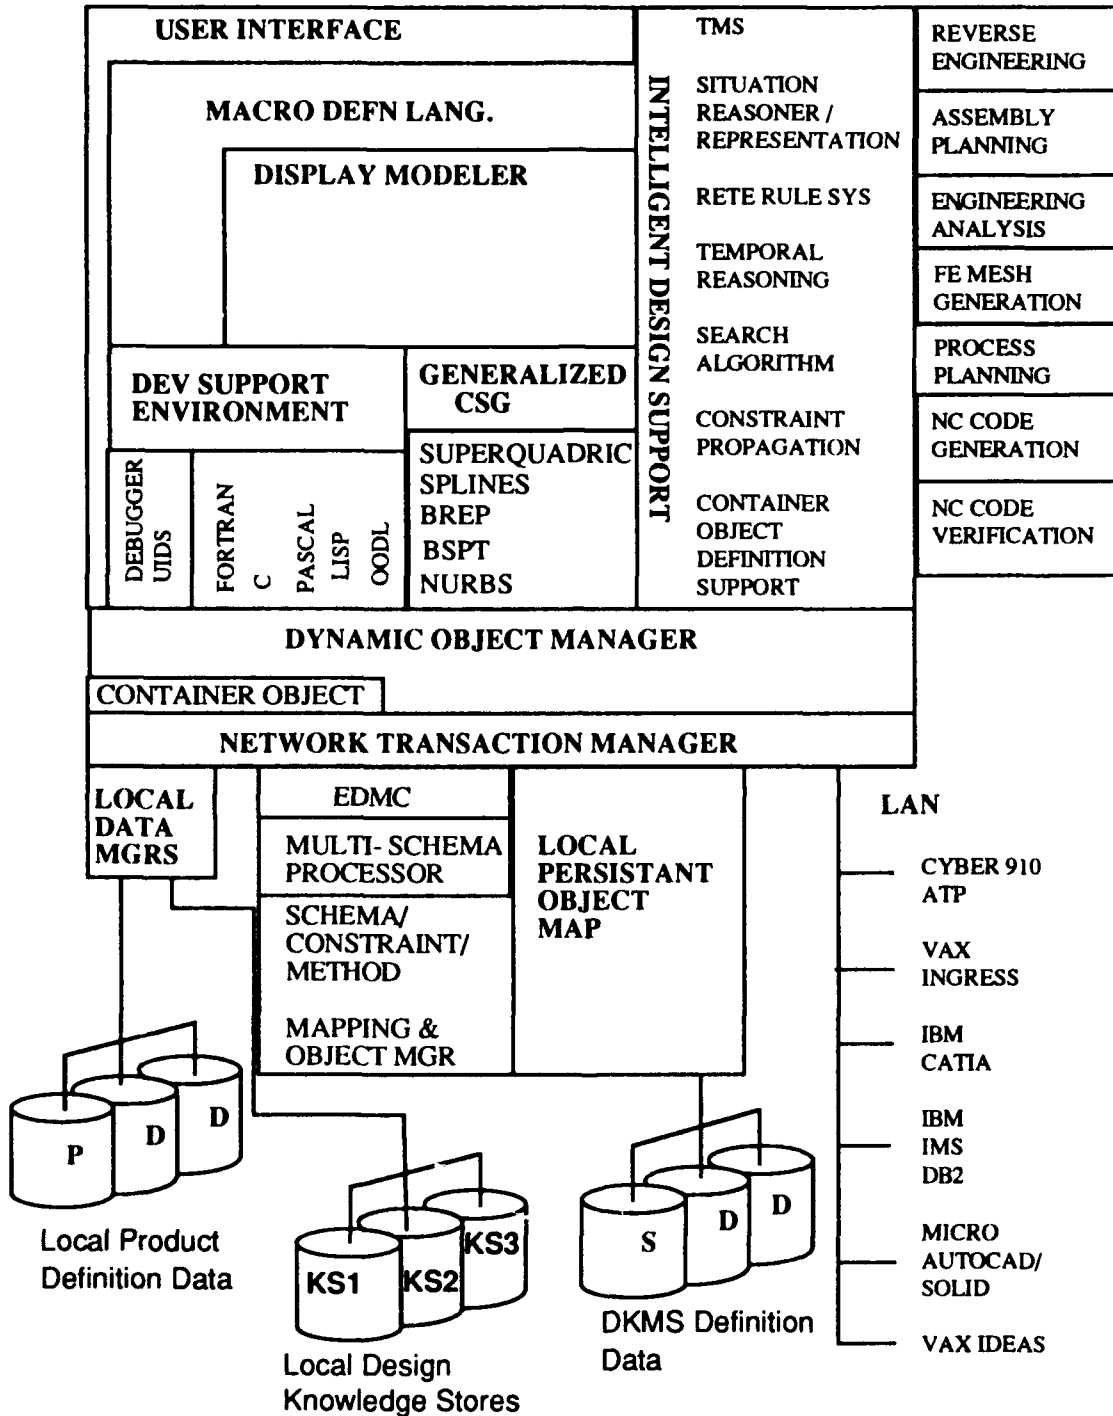 USER INTERFACE
MACRO DEFN LANG.
DISPLAY MODELER
DEV SUPPORT
ENVIRONMENT
DEBUGGER
UIDS
FORTRAN
C
PASCAL
LISP
OODL
GENERALIZED
CSG
SUPERQUADRIC
SPLINES
BREP
BSPT
NURBS
INTELLIGENT DESIGN SUPPORT
TMS
SITUATION
REASONER /
REPRESENTATION
RETE RULE SYS
TEMPORAL
REASONING
SEARCH
ALGORITHM
CONSTRAINT
PROPAGATION
CONTAINER
OBJECT
DEFINITION
SUPPORT
REVERSE
ENGINEERING
ASSEMBLY
PLANNING
ENGINEERING
ANALYSIS
FE MESH
GENERATION
PROCESS
PLANNING
NC CODE
GENERATION
NC CODE
VERIFICATION
DYNAMIC OBJECT MANAGER
CONTAINER OBJECT
NETWORK TRANSACTION MANAGER
LOCAL
DATA
MGRS
EDMC
MULTI- SCHEMA
PROCESSOR
SCHEMA/
CONSTRAINT/
METHOD
MAPPING &
OBJECT MGR
LOCAL
PERSISTANT
OBJECT
MAP
LAN
CYBER 910
ATP
VAX
INGRESS
IBM
CATIA
IBM
IMS
DB2
MICRO
AUTOCAD/
SOLID
VAX IDEAS
P
D
D
Local Product
Definition Data
KS1
KS2
KS3
Local Design
Knowledge Stores
S
D
D
DKMS Definition
Data